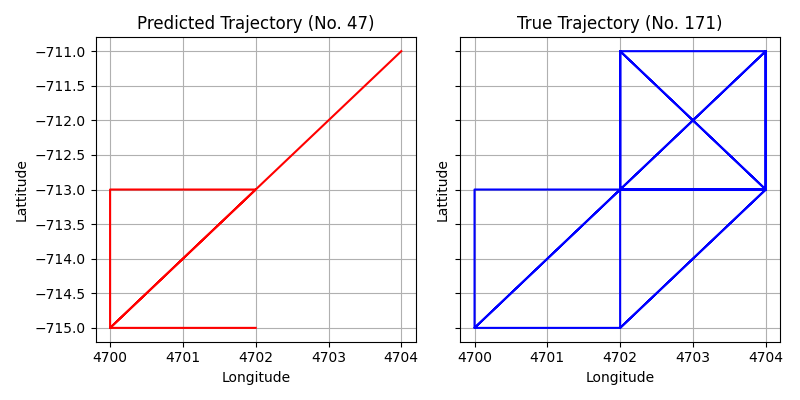 Predicted Trajectory (No. 47)
True Trajectory (No. 171)
Lattitude
−711.0
−711.5
−712.0
−712.5
−713.0
−713.5
−714.0
−714.5
−715.0
4700 4701 4702 4703 4704
Longitude
Lattitude
4700 4701 4702 4703 4704
Longitude